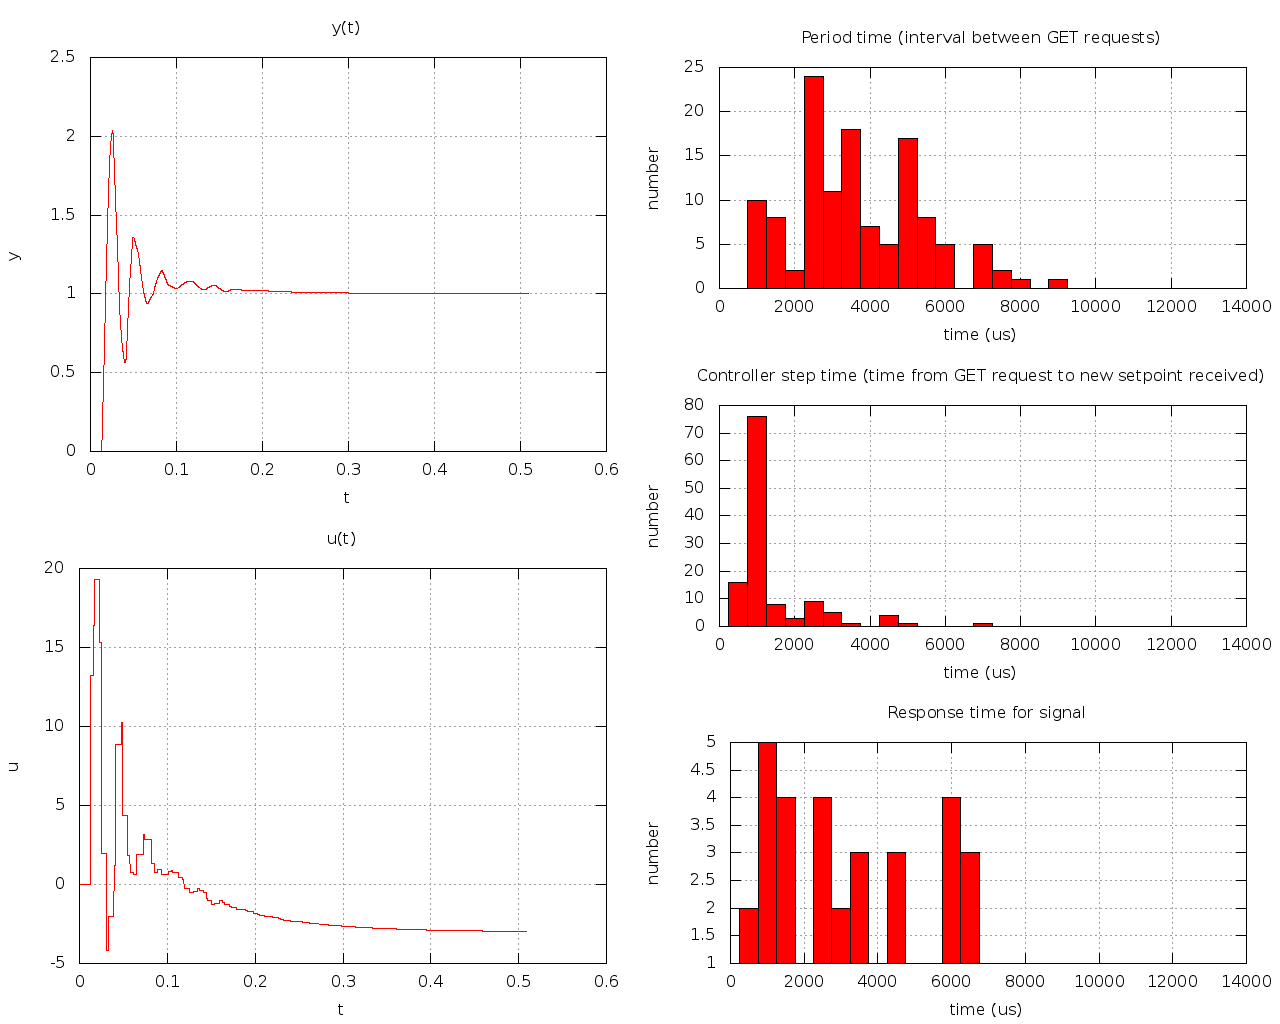 y(t)
2.5
2
1.5
1
0.5
0
y
0 0.1 0.2 0.3 0.4 0.5 0.6
t
u(t)
20
15
10
5
0
-5
u
0 0.1 0.2 0.3 0.4 0.5 0.6
t
Period time (interval between GET requests)
25
20
15
10
5
0
number
0 2000 4000 6000 8000 10000 12000 14000
time (us)
Controller step time (time from GET request to new setpoint received)
80
70
60
50
40
30
20
10
0
number
0 2000 4000 6000 8000 10000 12000 14000
time (us)
Response time for signal
5
4.5
4
3.5
3
2.5
2
1.5
1
number
0 2000 4000 6000 8000 10000 12000 14000
time (us)